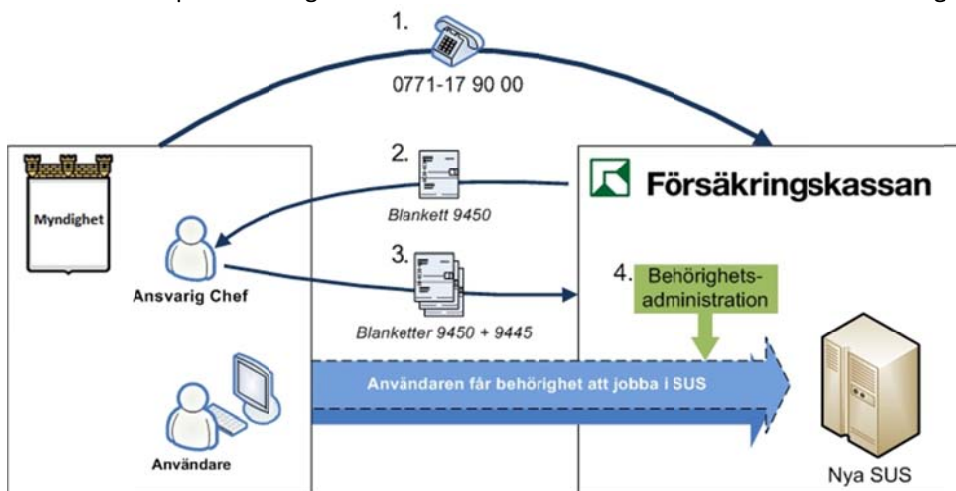 1.
0771-17 90 00
2.
Blankett 9450
Försäkringskassan
Myndighet
Ansvarig Chef
3.
Blanketter 9450 + 9445
4.
Behörighets-
administration
Användaren får behörighet att jobba i SUS
Användare
Nya SUS